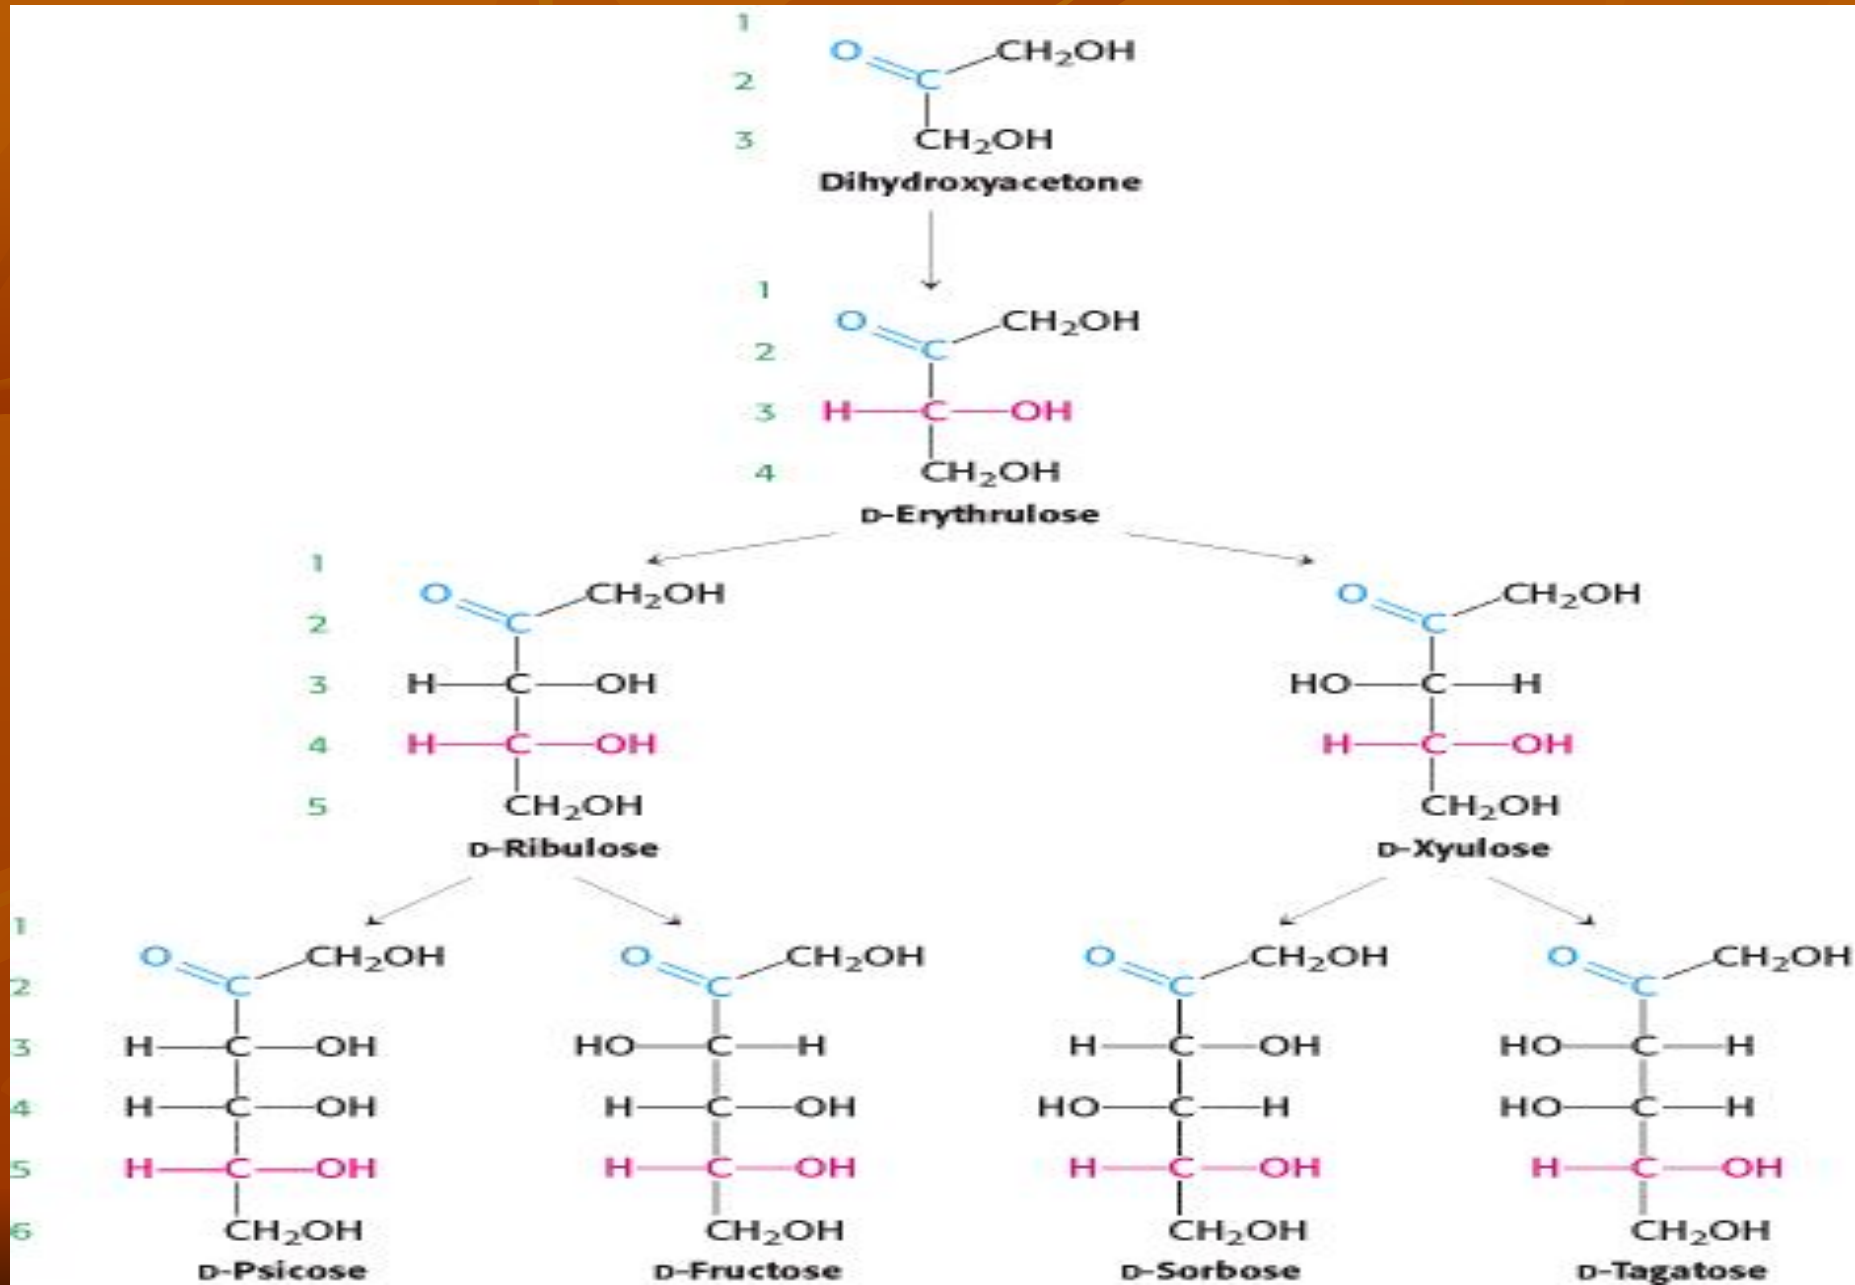 1
O CH₂OH
2 C
3 CH₂OH
Dihydroxyacetone
1
O CH₂OH
2 C
3 H C OH
4 CH₂OH
D-Erythrulose
1
O CH₂OH O CH₂OH
2 C C
3 H C OH HO C H
4 H C OH H C OH
5 CH₂OH CH₂OH
D-Ribulose D-Xyulose
1
O CH₂OH O CH₂OH O CH₂OH O CH₂OH
2 C C C C
3 H C OH HO C H H C OH HO C H
4 H C OH H C OH HO C H HO C H
5 H C OH H C OH H C OH H C OH
6 CH₂OH CH₂OH CH₂OH CH₂OH
D-Psicose D-Fructose D-Sorbose D-Tagatose